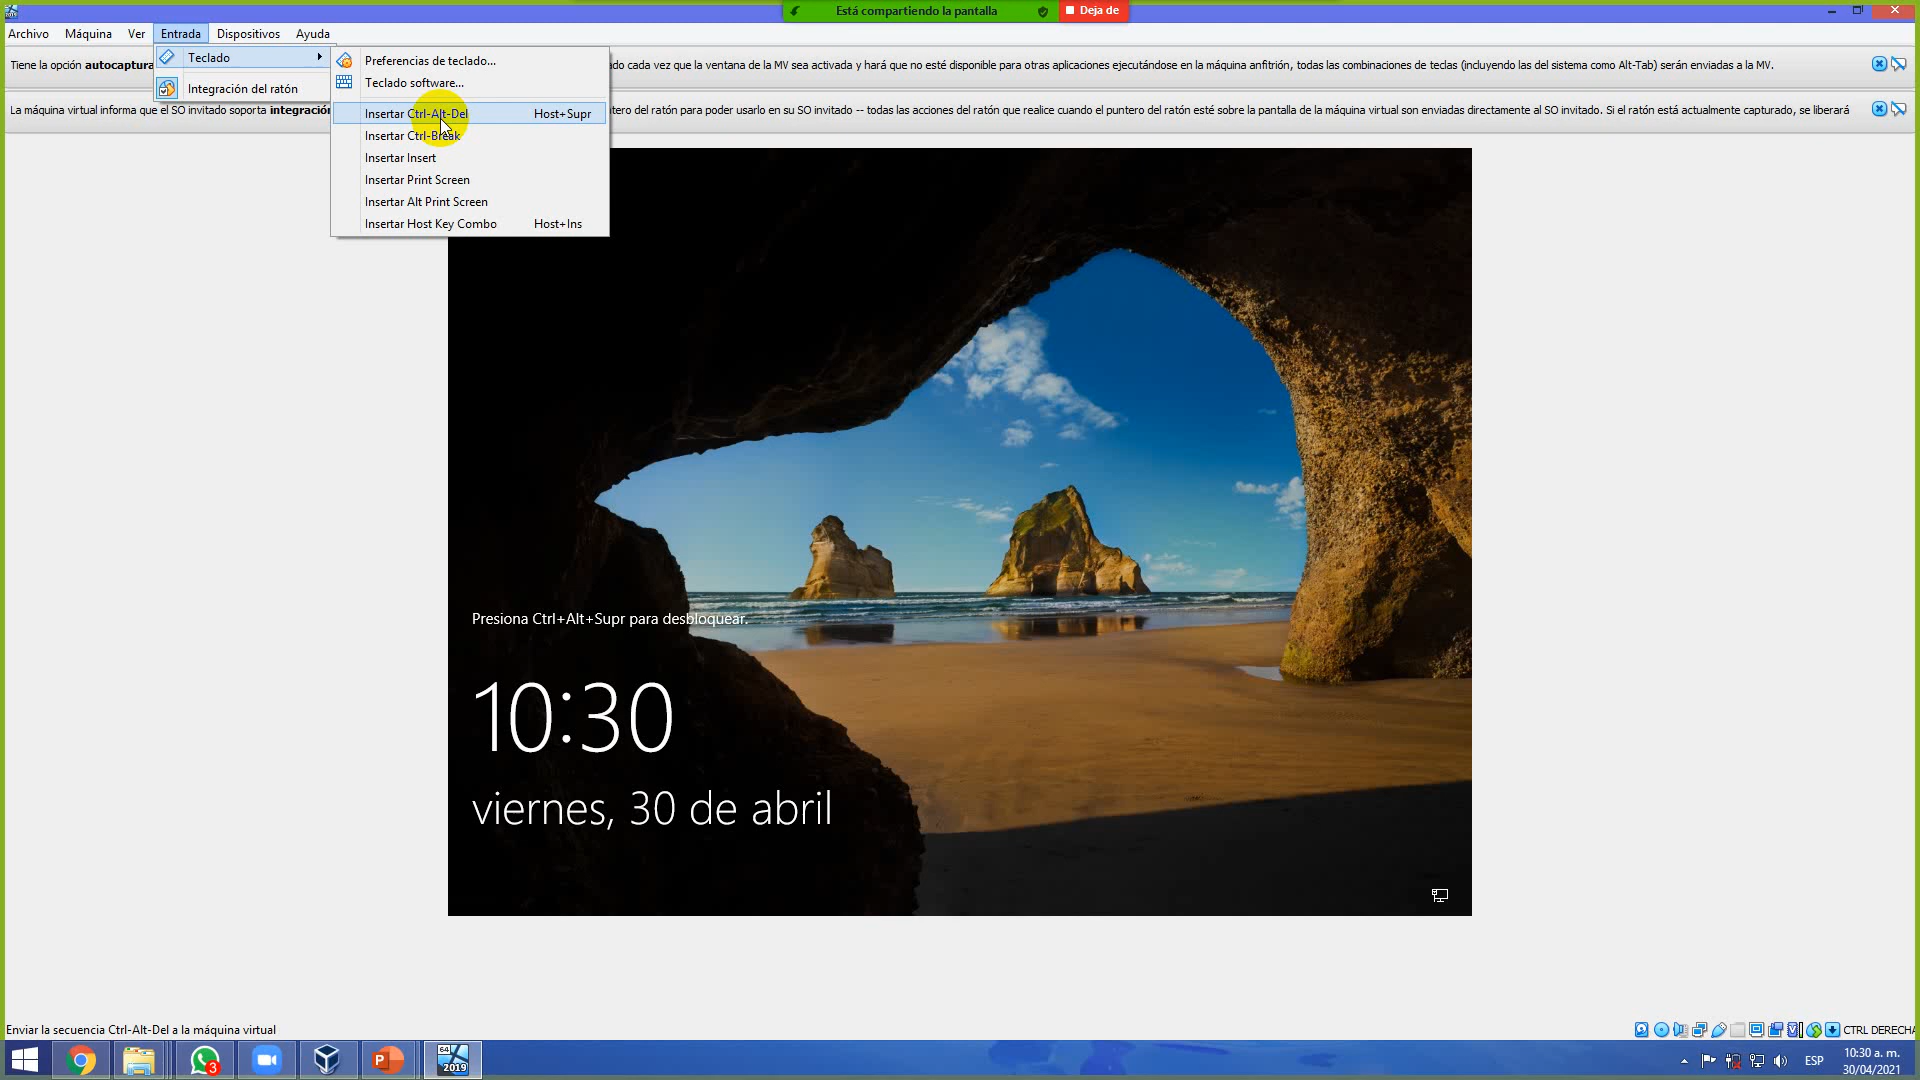 Está compartiendo la pantalla
Deja de
Archivo Máquina Ver Entrada Dispositivos Ayuda
Teclado
Integración del ratón
Preferencias de teclado...
Teclado software...
Insertar Ctrl-Alt-Del Host+Supr
Insertar Ctrl-Break
Insertar Insert
Insertar Print Screen
Insertar Alt Print Screen
Insertar Host Key Combo Host+Ins
Tiene la opción autocaptura
ado cada vez que la ventana de la MV sea activada y hará que no esté disponible para otras aplicaciones ejecutándose en la máquina anfitrión, todas las combinaciones de teclas (incluyendo las del sistema como Alt-Tab) serán enviadas a la MV.
La máquina virtual informa que el SO invitado soporta integración
tero del ratón para poder usarlo en su SO invitado -- todas las acciones del ratón que realice cuando el puntero del ratón esté sobre la pantalla de la máquina virtual son enviadas directamente al SO invitado. Si el ratón está actualmente capturado, se liberará
Presiona Ctrl+Alt+Supr para desbloquear.
10:30
viernes, 30 de abril
Enviar la secuencia Ctrl-Alt-Del a la máquina virtual
CTRL DERECHA
3
P
64
2019
ESP
10:30 a. m.
30/04/2021